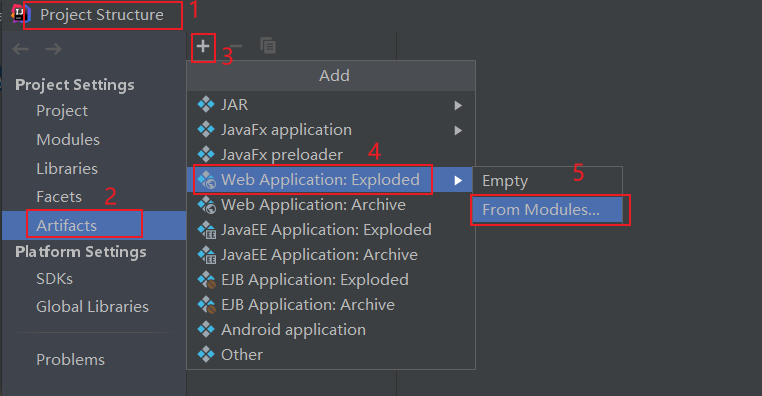 Project Structure 1
3
Project Settings
Project
Modules
Libraries
Facets
2
Artifacts
Platform Settings
SDKs
Global Libraries
Problems
Add
JAR
JavaFx application
JavaFx preloader
4
Web Application: Exploded
Web Application: Archive
JavaEE Application: Exploded
JavaEE Application: Archive
EJB Application: Exploded
EJB Application: Archive
Android application
Other
5
Empty
From Modules...